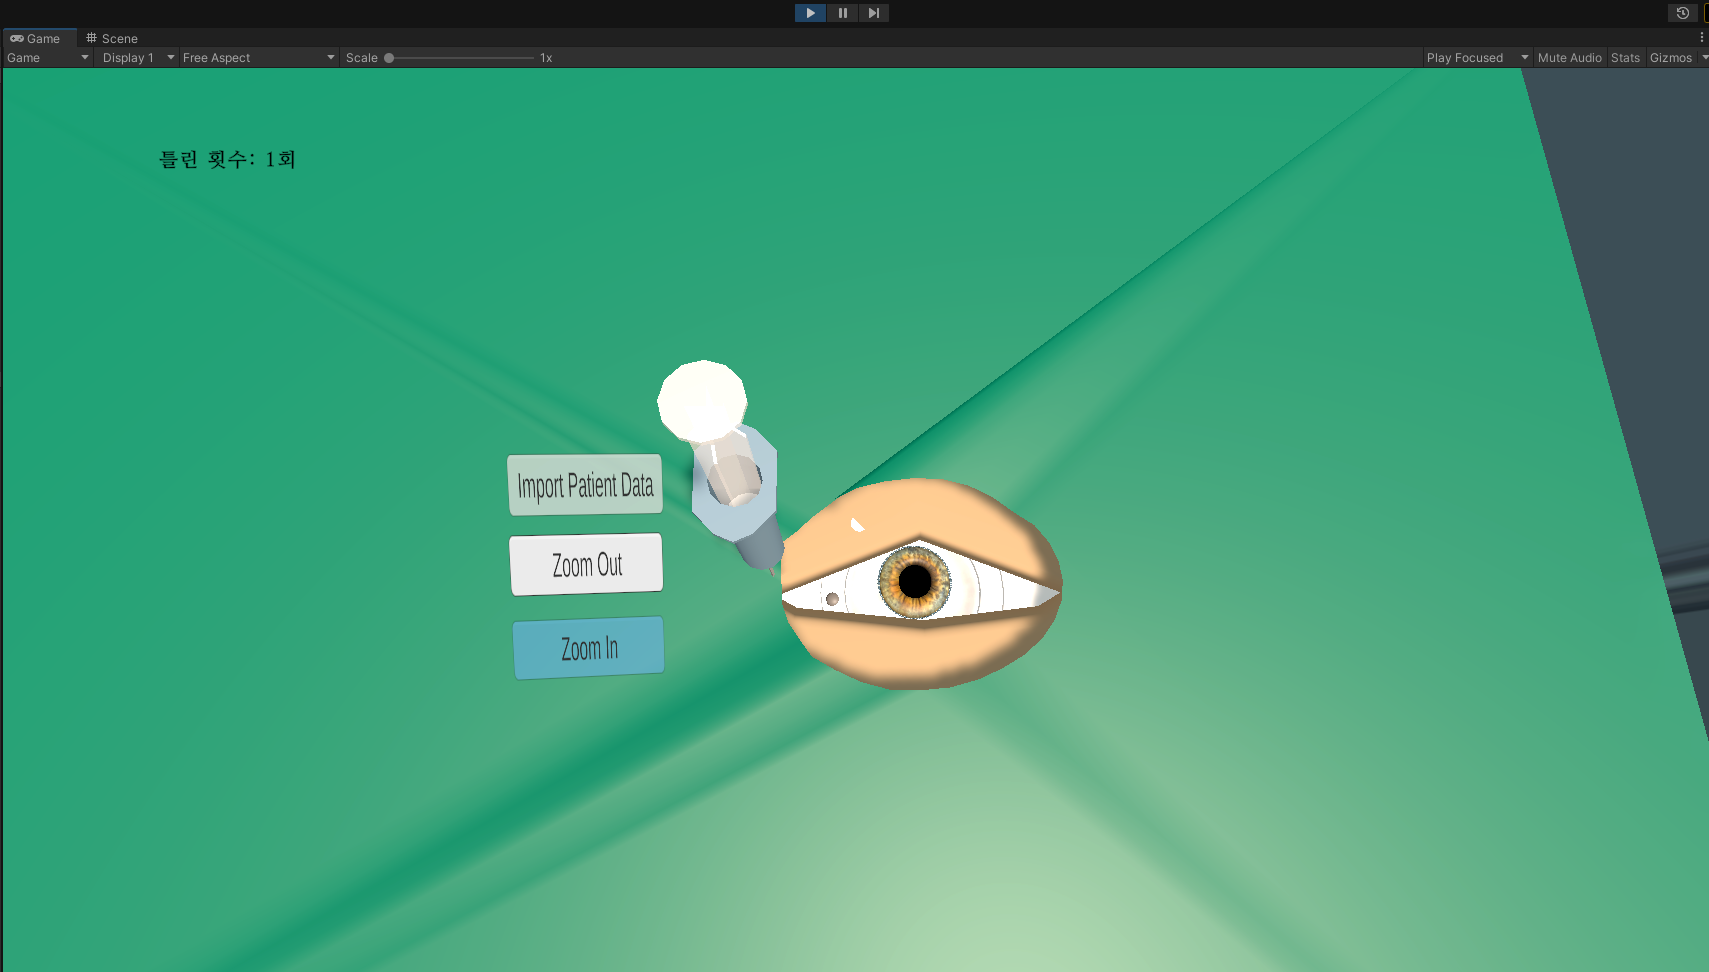 Game
Scene
Game
Display 1
Free Aspect
Scale
1x
Play Focused
Mute Audio
Stats
Gizmos
틀린 횟수: 1회
Import Patient Data
Zoom Out
Zoom In